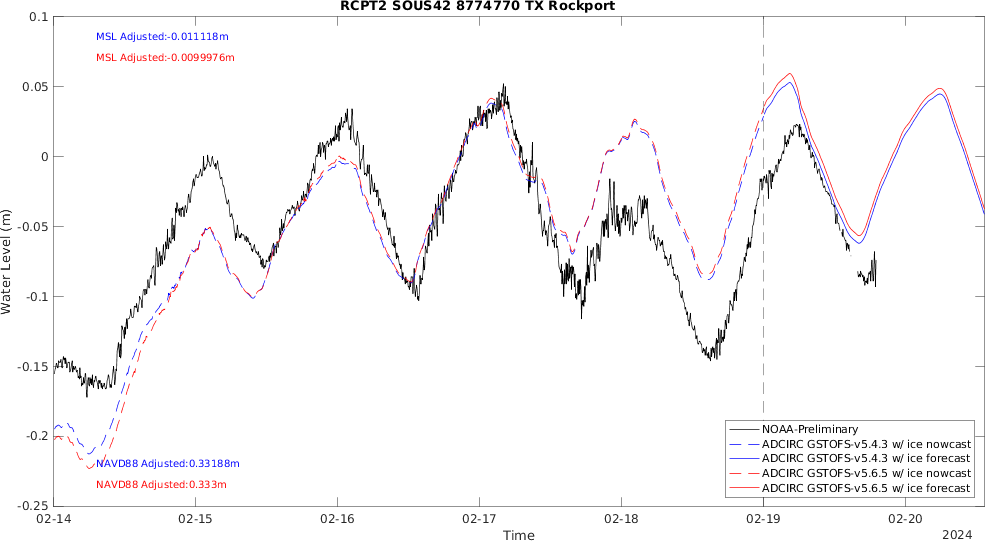 RCPT2 SOUS42 8774770 TX Rockport
0.1
0.05
0
-0.05
-0.1
-0.15
-0.2
-0.25
Water Level (m)
MSL Adjusted:-0.011118m
MSL Adjusted:-0.0099976m
NAVD88 Adjusted:0.33188m
NAVD88 Adjusted:0.333m
NOAA-Preliminary
ADCIRC GSTOFS-v5.4.3 w/ ice nowcast
ADCIRC GSTOFS-v5.4.3 w/ ice forecast
ADCIRC GSTOFS-v5.6.5 w/ ice nowcast
ADCIRC GSTOFS-v5.6.5 w/ ice forecast
02-14 02-15 02-16 02-17 02-18 02-19 02-20
Time
2024